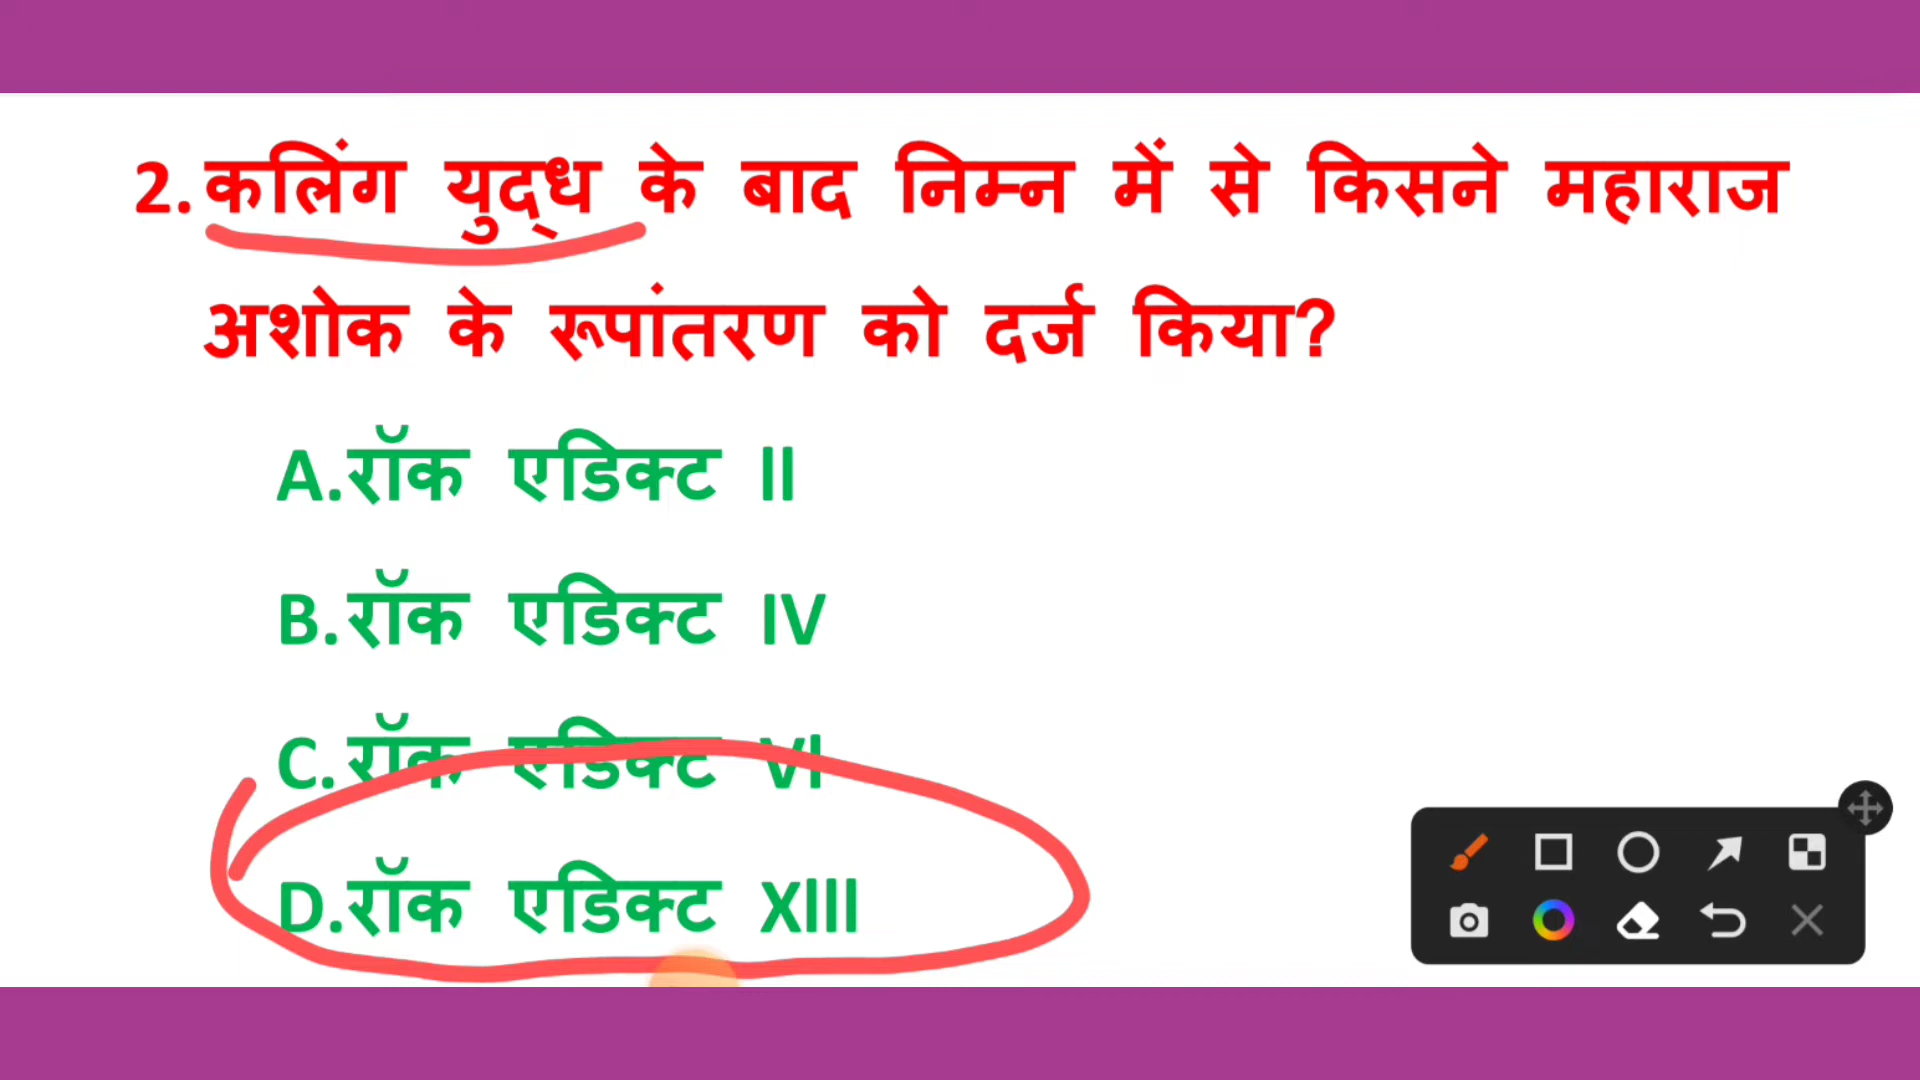 2. कलिंग युद्ध के बाद निम्न में से किसने महाराज
अशोक के रूपांतरण को दर्ज किया?
A. रॉक एडिक्ट II
B. रॉक एडिक्ट IV
C. रॉक एडिक्ट VI
D. रॉक एडिक्ट XIII